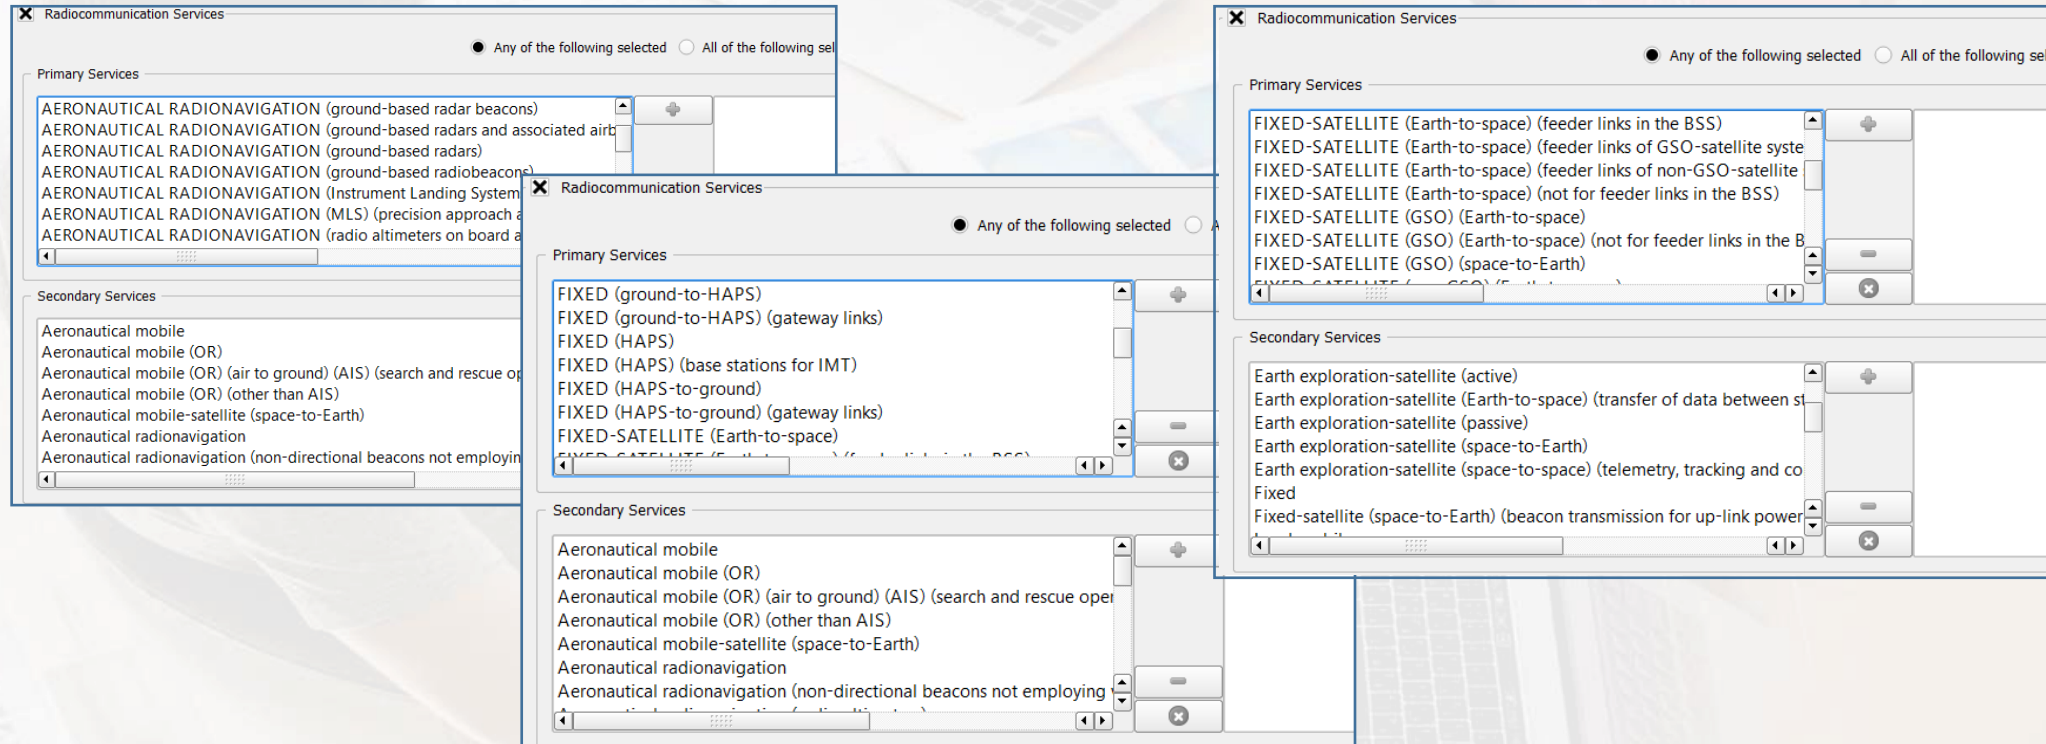 Radiocommunication Services
Any of the following selected
All of the following sel
Primary Services
AERONAUTICAL RADIONAVIGATION (ground-based radar beacons)
AERONAUTICAL RADIONAVIGATION (ground-based radars and associated airb
AERONAUTICAL RADIONAVIGATION (ground-based radars)
AERONAUTICAL RADIONAVIGATION (ground-based radiobeacons)
AERONAUTICAL RADIONAVIGATION (Instrument Landing System
AERONAUTICAL RADIONAVIGATION (MLS) (precision approach a
AERONAUTICAL RADIONAVIGATION (radio altimeters on board a
Secondary Services
Aeronautical mobile
Aeronautical mobile (OR)
Aeronautical mobile (OR) (air to ground) (AIS) (search and rescue op
Aeronautical mobile (OR) (other than AIS)
Aeronautical mobile-satellite (space-to-Earth)
Aeronautical radionavigation
Aeronautical radionavigation (non-directional beacons not employin
Radiocommunication Services
Any of the following selected
Primary Services
FIXED (ground-to-HAPS)
FIXED (ground-to-HAPS) (gateway links)
FIXED (HAPS)
FIXED (HAPS) (base stations for IMT)
FIXED (HAPS-to-ground)
FIXED (HAPS-to-ground) (gateway links)
FIXED-SATELLITE (Earth-to-space)
Secondary Services
Aeronautical mobile
Aeronautical mobile (OR)
Aeronautical mobile (OR) (air to ground) (AIS) (search and rescue oper
Aeronautical mobile (OR) (other than AIS)
Aeronautical mobile-satellite (space-to-Earth)
Aeronautical radionavigation
Aeronautical radionavigation (non-directional beacons not employing
Radiocommunication Services
Any of the following selected
All of the following sel
Primary Services
FIXED-SATELLITE (Earth-to-space) (feeder links in the BSS)
FIXED-SATELLITE (Earth-to-space) (feeder links of GSO-satellite syste
FIXED-SATELLITE (Earth-to-space) (feeder links of non-GSO-satellite
FIXED-SATELLITE (Earth-to-space) (not for feeder links in the BSS)
FIXED-SATELLITE (GSO) (Earth-to-space)
FIXED-SATELLITE (GSO) (Earth-to-space) (not for feeder links in the B
FIXED-SATELLITE (GSO) (space-to-Earth)
Secondary Services
Earth exploration-satellite (active)
Earth exploration-satellite (Earth-to-space) (transfer of data between st
Earth exploration-satellite (passive)
Earth exploration-satellite (space-to-Earth)
Earth exploration-satellite (space-to-space) (telemetry, tracking and co
Fixed
Fixed-satellite (space-to-Earth) (beacon transmission for up-link power